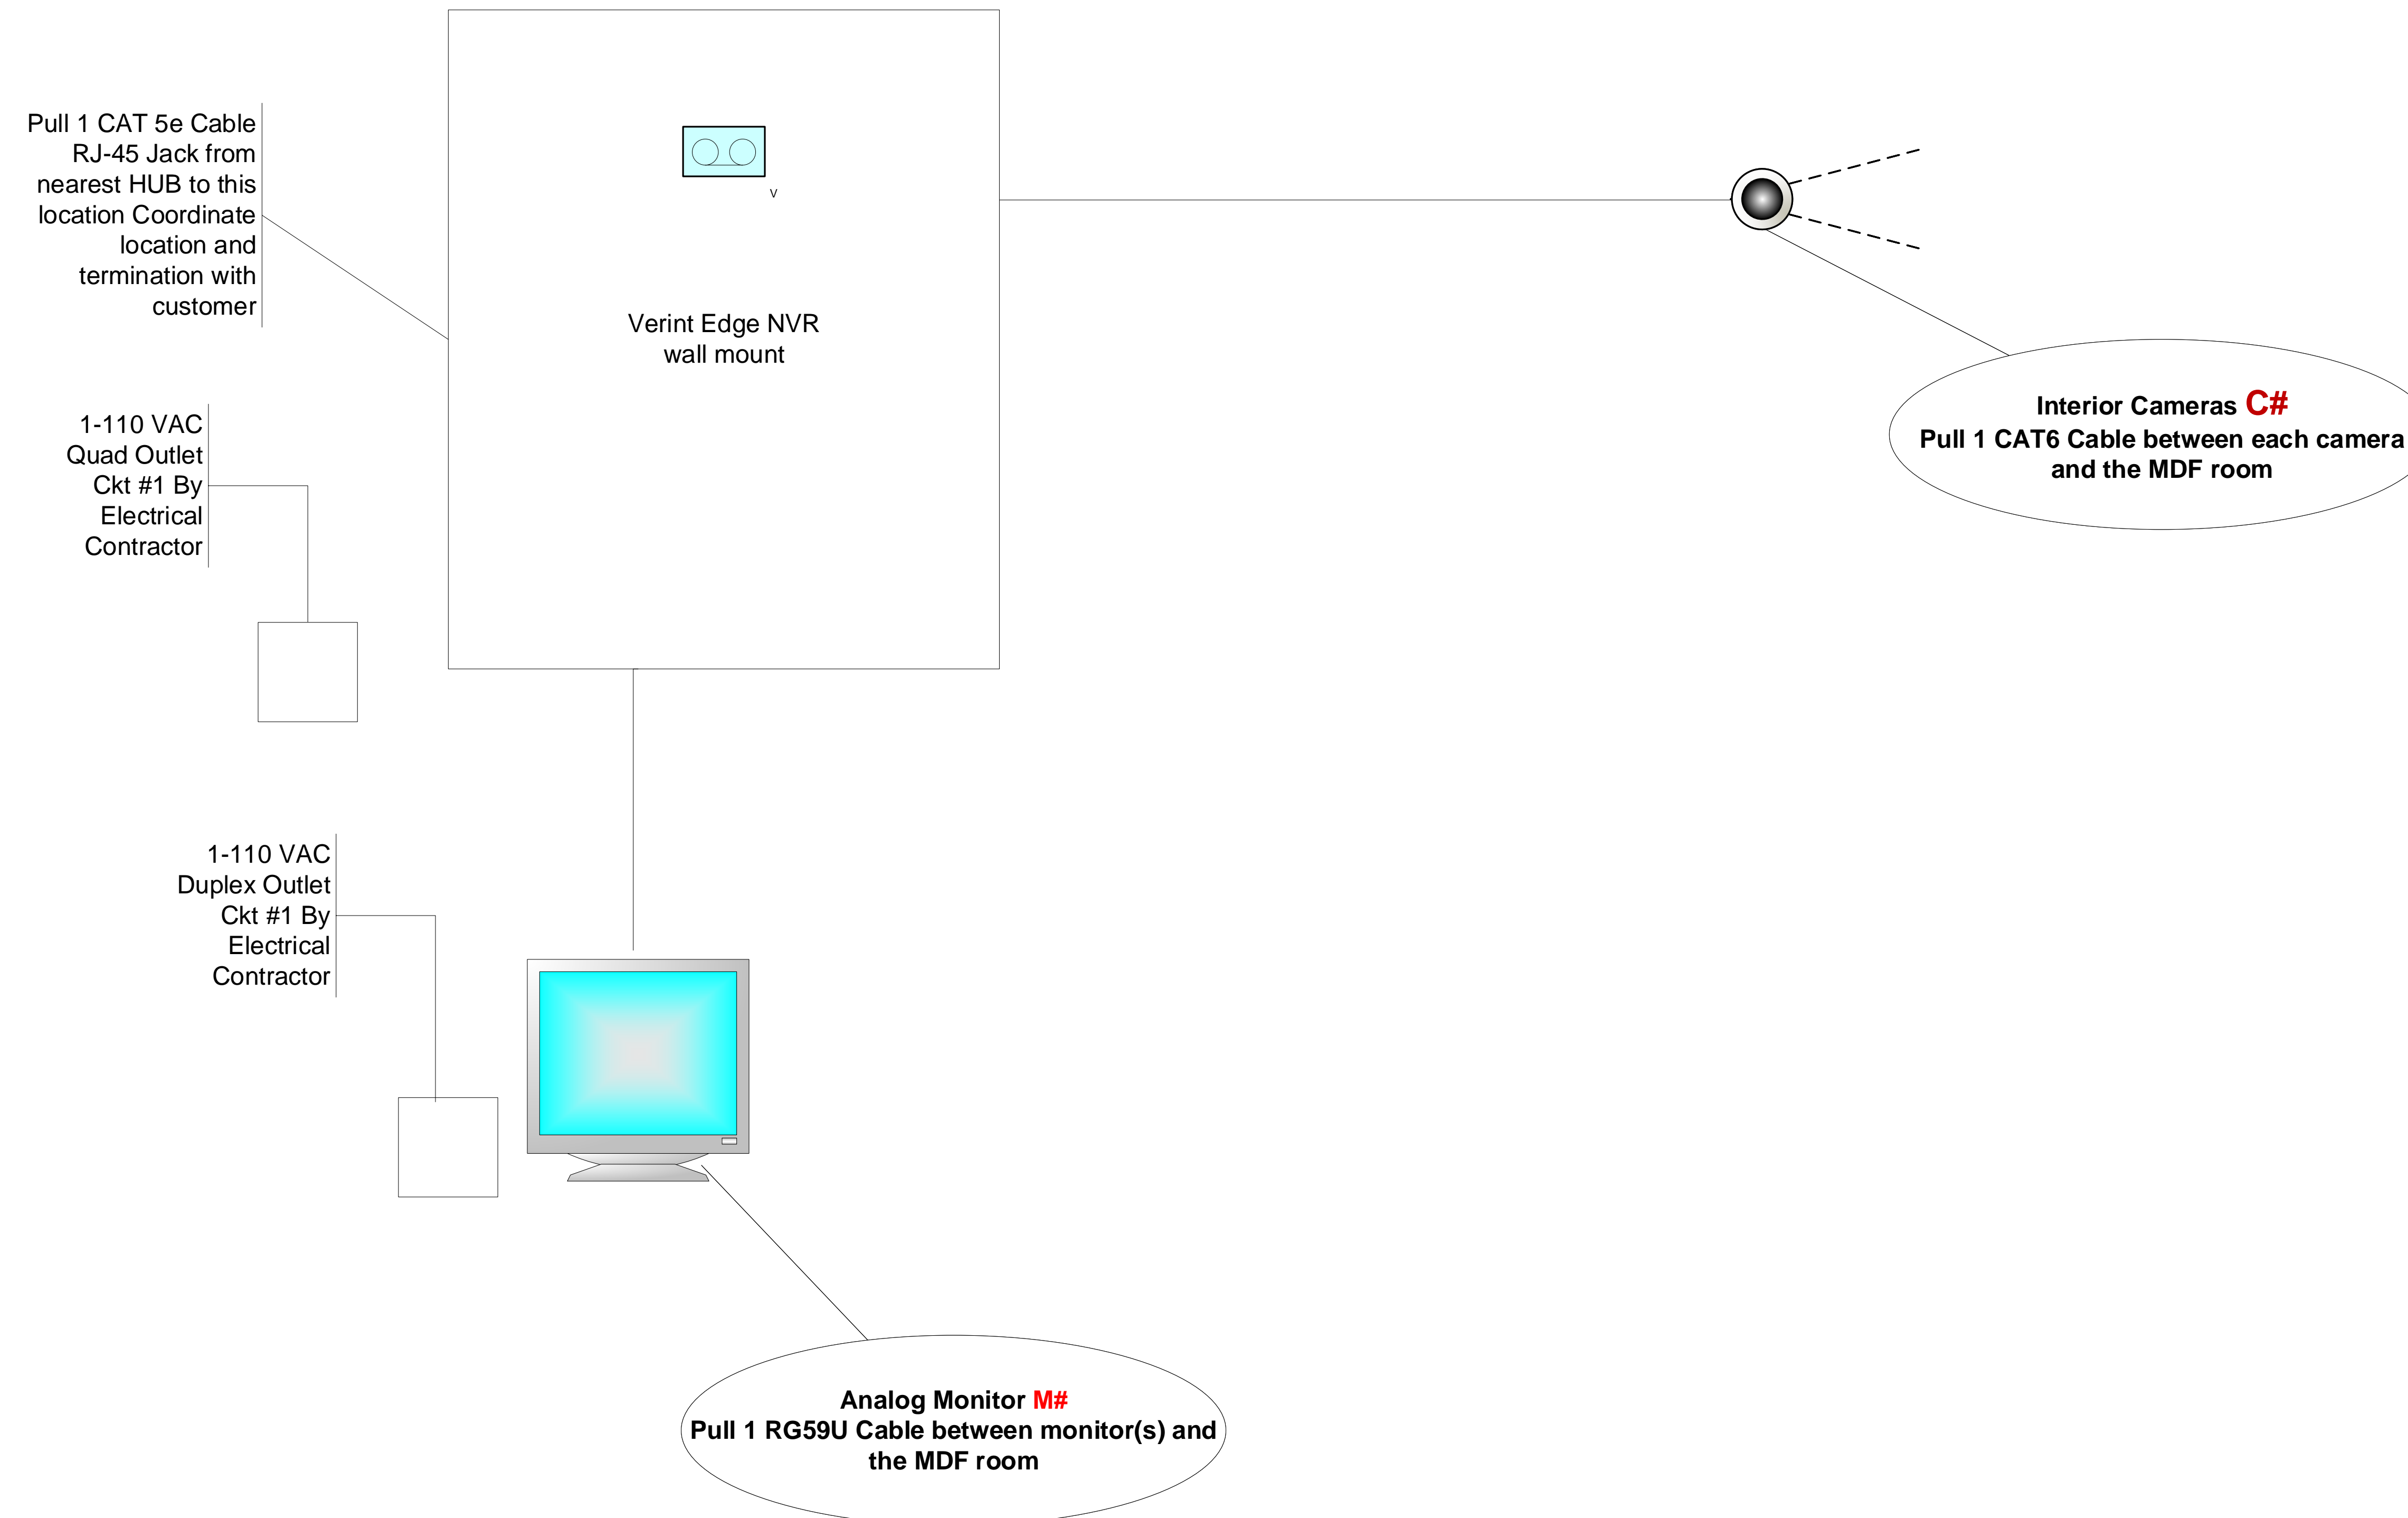 Pull 1 CAT 5e Cable
RJ-45 Jack from
nearest HUB to this
location Coordinate
location and
termination with
customer
V
Verint Edge NVR
wall mount
Interior Cameras C#
Pull 1 CAT6 Cable between each camera
and the MDF room
1-110 VAC
Quad Outlet
Ckt #1 By
Electrical
Contractor
1-110 VAC
Duplex Outlet
Ckt #1 By
Electrical
Contractor
Analog Monitor M#
Pull 1 RG59U Cable between monitor(s) and
the MDF room